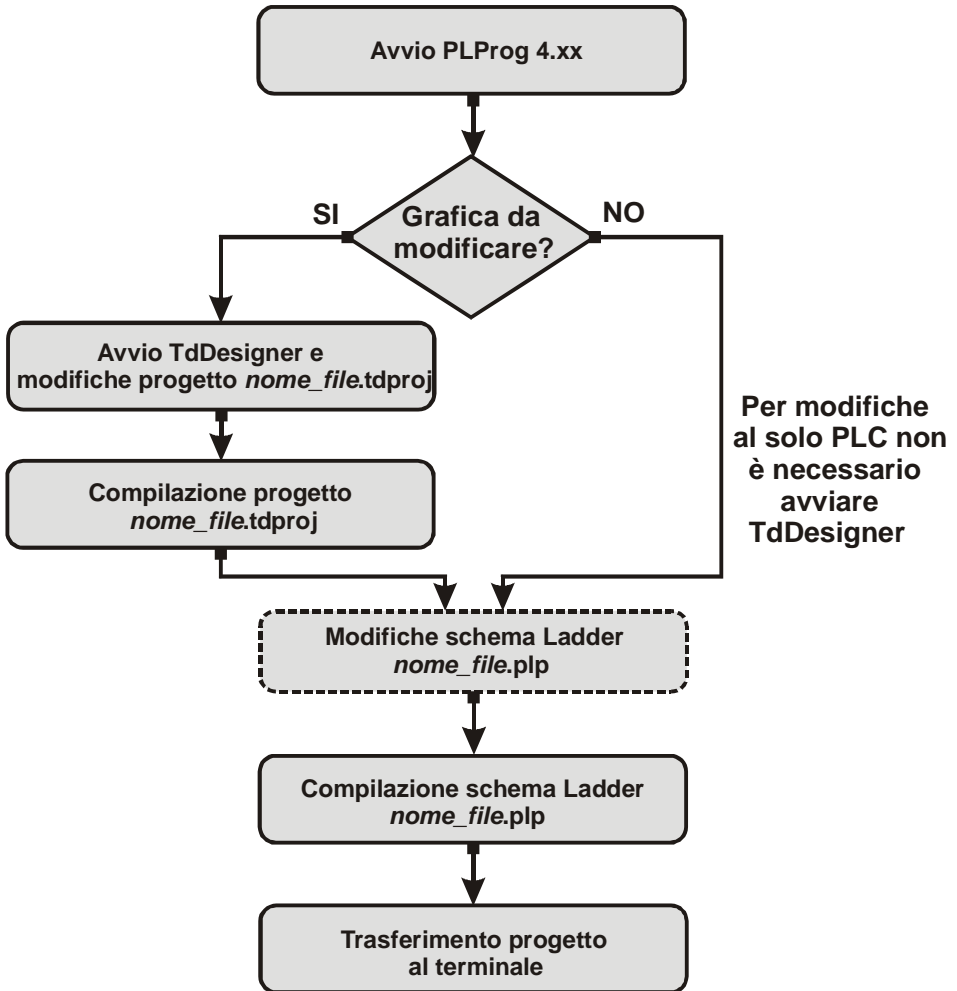 Avvio PLProg 4.xx
SI
Grafica da
modificare?
NO
Avvio TdDesigner e
modifiche progetto nome_file.tdproj
Compilazione progetto
nome_file.tdproj
Per modifiche
al solo PLC non
è necessario
avviare
TdDesigner
Modifiche schema Ladder
nome_file.plp
Compilazione schema Ladder
nome_file.plp
Trasferimento progetto
al terminale